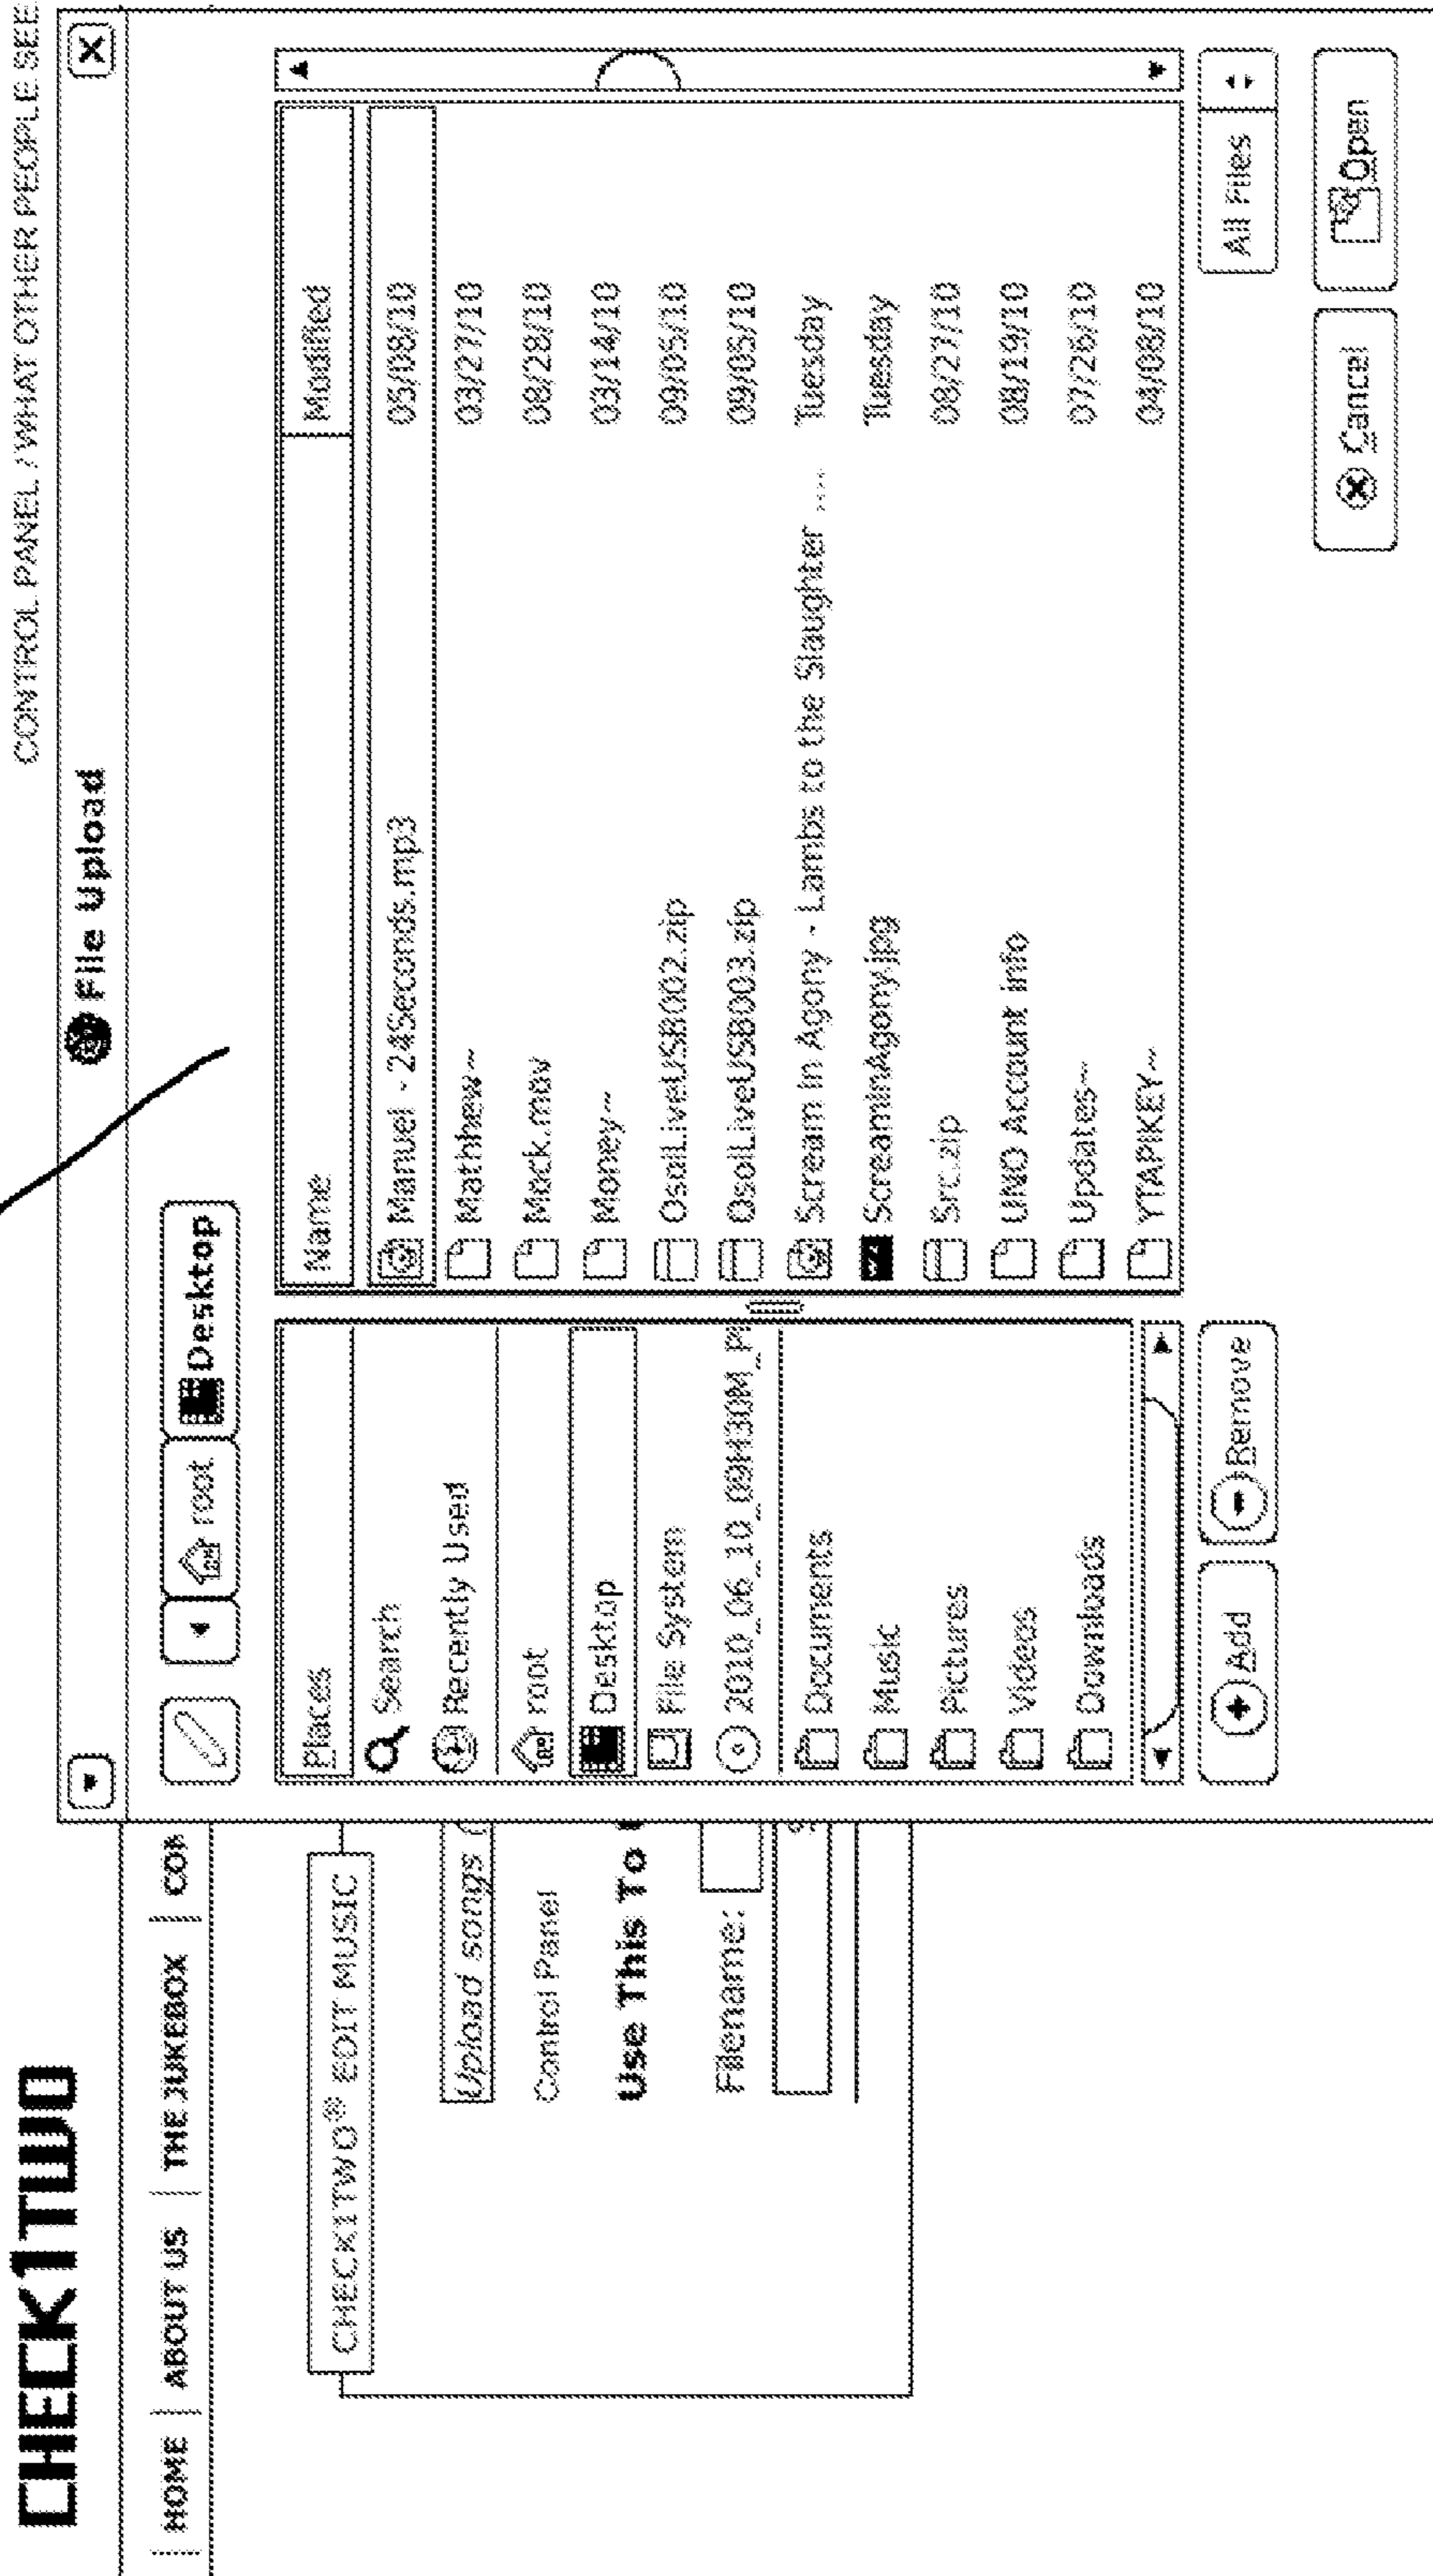 CHECK1TWO
CONTROL PANEL / WHAT OTHER PEOPLE SEE
HOME ABOUT US THE JUKEBOX
CHECK1TWO® EDIT MUSIC
Upload songs
Control Panel
Use This To
Filename:
File Upload
root Desktop
Places
Search
Recently Used
root
Desktop
File System
2010_06_10_09H30M_
Documents
Music
Pictures
Videos
Downloads
Add Remove
Name Modified
Manuel - 24Seconds.mp3 05/08/10
Mathhew~ 03/27/10
Mock.mov 08/28/10
Money~ 03/14/10
OsolLiveUSB002.zip 09/05/10
OsolLiveUSB003.zip 09/05/10
Scream In Agony - Lambs to the Slaughter .... Tuesday
ScreamInAgony.jpg Tuesday
Src.zip 08/27/10
UNO Account info 08/19/10
Updates~ 07/26/10
YTAPIKEY~ 04/08/10
All Files
Cancel Open